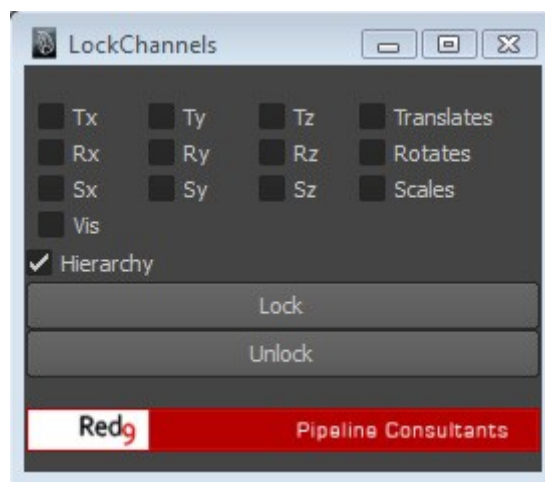 LockChannels
Tx Ty Tz Translates
Rx Ry Rz Rotates
Sx Sy Sz Scales
Vis
Hierarchy
Lock
Unlock
Red9 Pipeline Consultants